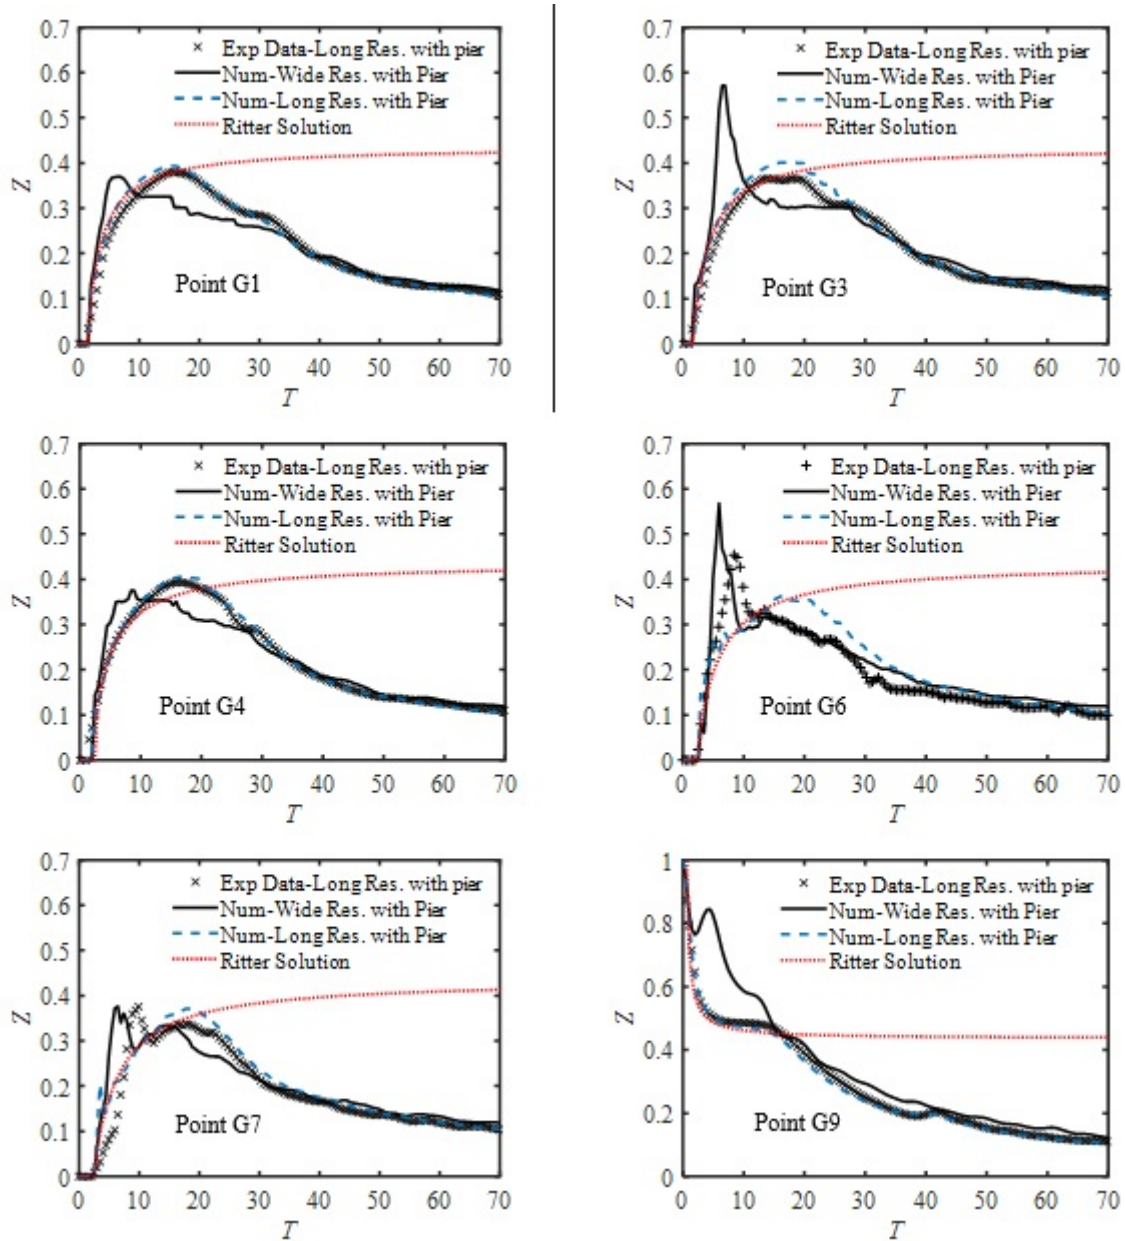 0.7
0.6
0.5
0.4
0.3
0.2
0.1
0
Z
Exp Data-Long Res. with pier
Num-Wide Res. with Pier
Num-Long Res. with Pier
Ritter Solution
Point G1
0 10 20 30 40 50 60 70
T
0.7
0.6
0.5
0.4
0.3
0.2
0.1
0
Z
Exp Data-Long Res. with pier
Num-Wide Res. with Pier
Num-Long Res. with Pier
Ritter Solution
Point G3
0 10 20 30 40 50 60 70
T
0.7
0.6
0.5
0.4
0.3
0.2
0.1
0
Z
Exp Data-Long Res. with pier
Num-Wide Res. with Pier
Num-Long Res. with Pier
Ritter Solution
Point G4
0 10 20 30 40 50 60 70
T
0.7
0.6
0.5
0.4
0.3
0.2
0.1
0
Z
Exp Data-Long Res. with pier
Num-Wide Res. with Pier
Num-Long Res. with Pier
Ritter Solution
Point G6
0 10 20 30 40 50 60 70
T
0.7
0.6
0.5
0.4
0.3
0.2
0.1
0
Z
Exp Data-Long Res. with pier
Num-Wide Res. with Pier
Num-Long Res. with Pier
Ritter Solution
Point G7
0 10 20 30 40 50 60 70
T
1
0.8
0.6
0.4
0.2
0
Z
Exp Data-Long Res. with pier
Num-Wide Res. with Pier
Num-Long Res. with Pier
Ritter Solution
Point G9
0 10 20 30 40 50 60 70
T